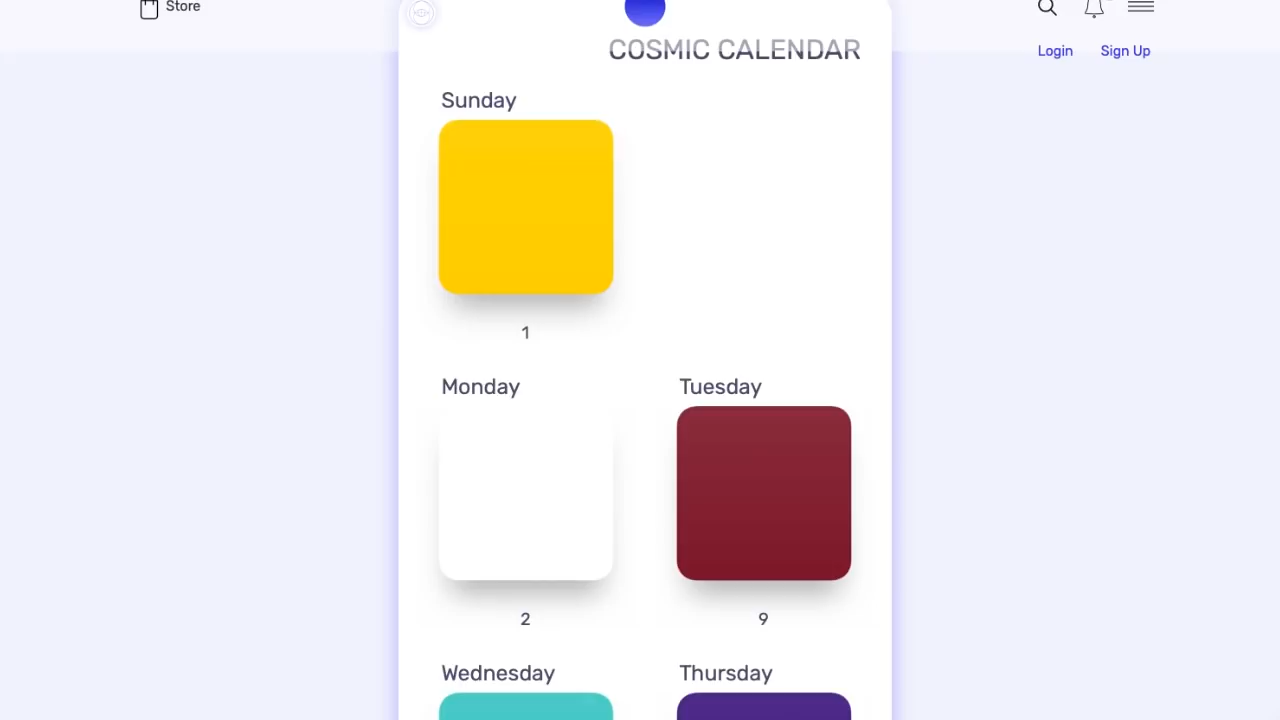 Store
COSMIC CALENDAR
Login Sign Up
Sunday
1
Monday Tuesday
2 9
Wednesday Thursday